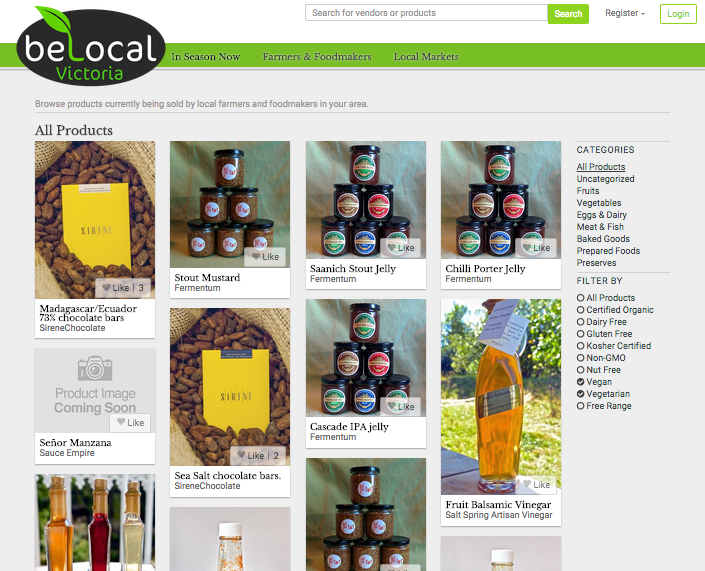 beLocal
Victoria
Search for vendors or products
Search
Register
Login
In Season Now
Farmers & Foodmakers
Local Markets
Browse products currently being sold by local farmers and foodmakers in your area.
All Products
SIRENE
Like | 3
Madagascar/Ecuador
73% chocolate bars
SireneChocolate
Product Image
Coming Soon
Like
Señor Manzana
Sauce Empire
Like
Stout Mustard
Fermentum
SIRENE
Like | 2
Sea Salt chocolate bars.
SireneChocolate
Like
Saanich Stout Jelly
Fermentum
Like
Cascade IPA jelly
Fermentum
Like
Chilli Porter Jelly
Fermentum
Like
Fruit Balsamic Vinegar
Salt Spring Artisan Vinegar
CATEGORIES
All Products
Uncategorized
Fruits
Vegetables
Eggs & Dairy
Meat & Fish
Baked Goods
Prepared Foods
Preserves
FILTER BY
All Products
Certified Organic
Dairy Free
Gluten Free
Kosher Certified
Non-GMO
Nut Free
Vegan
Vegetarian
Free Range